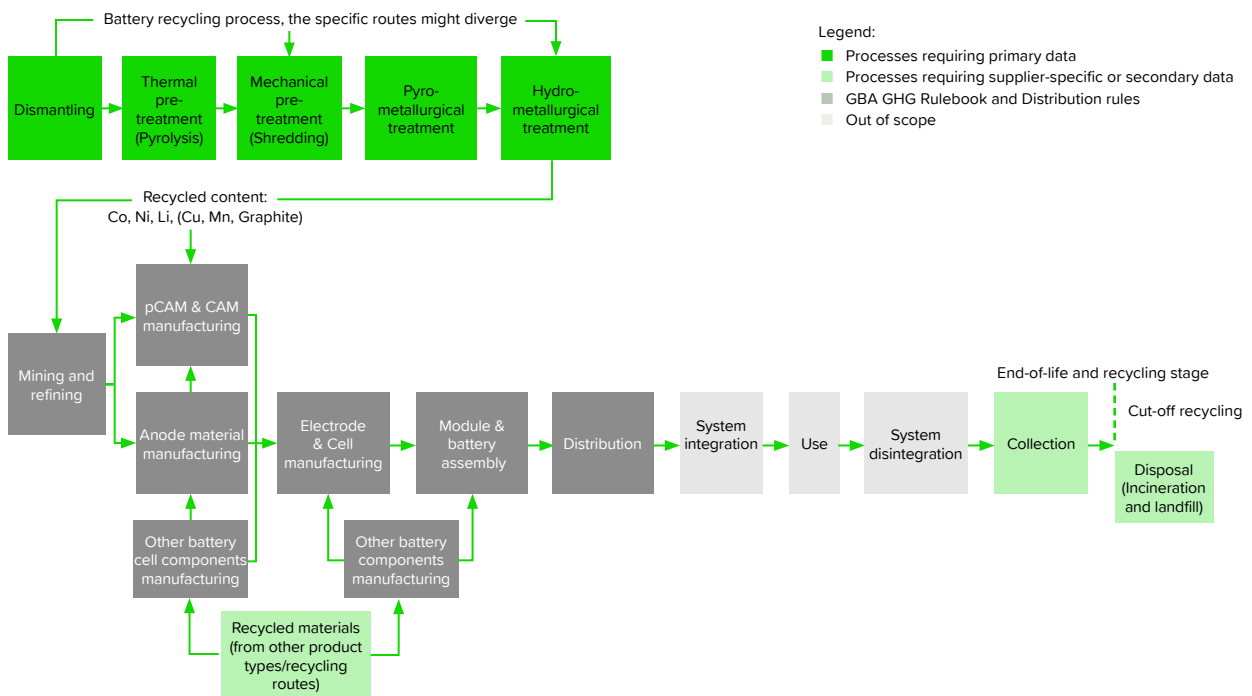 Battery recycling process, the specific routes might diverge
Legend:
Processes requiring primary data
Processes requiring supplier-specific or secondary data
GBA GHG Rulebook and Distribution rules
Out of scope
Dismantling
Thermal
pre-
treatment
(Pyrolysis)
Mechanical
pre-
treatment
(Shredding)
Pyro-
metallurgical
treatment
Hydro-
metallurgical
treatment
Recycled content:
Co, Ni, Li, (Cu, Mn, Graphite)
pCAM & CAM
manufacturing
Mining and
refining
Anode material
manufacturing
Electrode
& Cell
manufacturing
Module &
battery
assembly
Distribution
System
integration
Use
System
disintegration
Collection
End-of-life and recycling stage
Cut-off recycling
Disposal
(Incineration
and landfill)
Other battery
cell components
manufacturing
Other battery
components
manufacturing
Recycled materials
(from other product
types/recycling
routes)